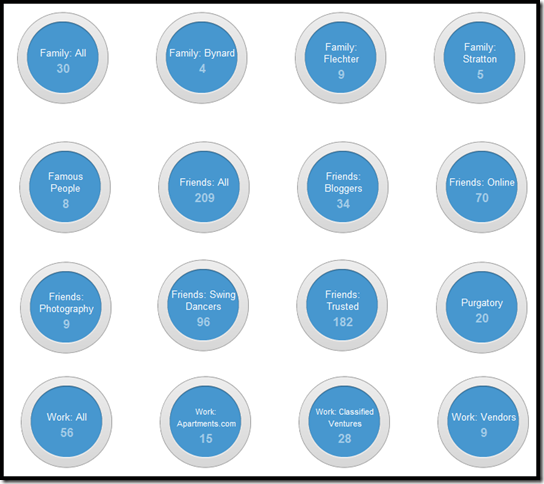 Family: All
30
Family: Bynard
4
Family:
Flechter
9
Family:
Stratton
5
Famous
People
8
Friends: All
209
Friends:
Bloggers
34
Friends: Online
70
Friends:
Photography
9
Friends: Swing
Dancers
96
Friends:
Trusted
182
Purgatory
20
Work: All
56
Work:
Apartments.com
15
Work: Classified
Ventures
28
Work: Vendors
9